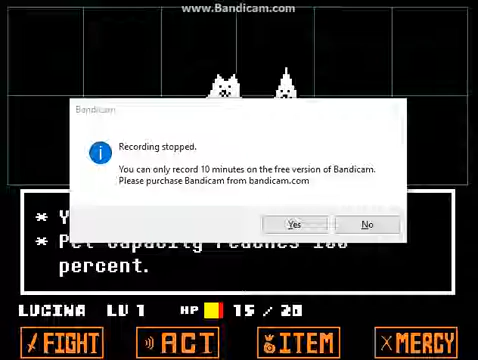 www.Bandicam.com
Bandicam
Recording stopped.
You can only record 10 minutes on the free version of Bandicam.
Please purchase Bandicam from bandicam.com
Yes
No
* Y
* Pet capacity reaches 100
percent.
LUCINA LV 1 HP 15 / 20
FIGHT
ACT
ITEM
MERCY